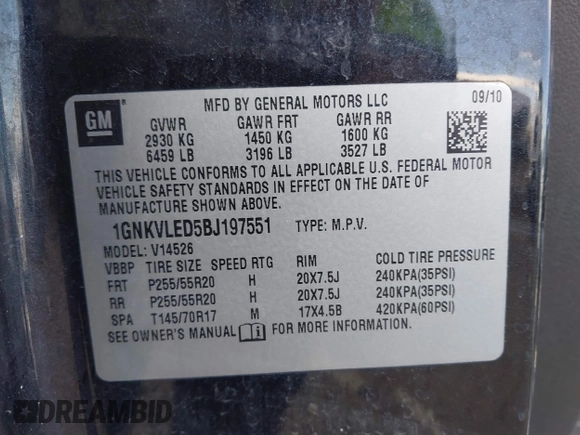 GM
MFD BY GENERAL MOTORS LLC 09/10
GVWR GAWR FRT GAWR RR
2930 KG 1450 KG 1600 KG
6459 LB 3196 LB 3527 LB
THIS VEHICLE CONFORMS TO ALL APPLICABLE U.S. FEDERAL MOTOR
VEHICLE SAFETY STANDARDS IN EFFECT ON THE DATE OF
MANUFACTURE SHOWN ABOVE.
1GNKVLED5BJ197551 TYPE: M.P.V.
MODEL: V14526
VBBP TIRE SIZE SPEED RTG RIM COLD TIRE PRESSURE
FRT P255/55R20 H 20X7.5J 240KPA(35PSI)
RR P255/55R20 H 20X7.5J 240KPA(35PSI)
SPA T145/70R17 M 17X4.5B 420KPA(60PSI)
SEE OWNER'S MANUAL FOR MORE INFORMATION.
DREAMBID